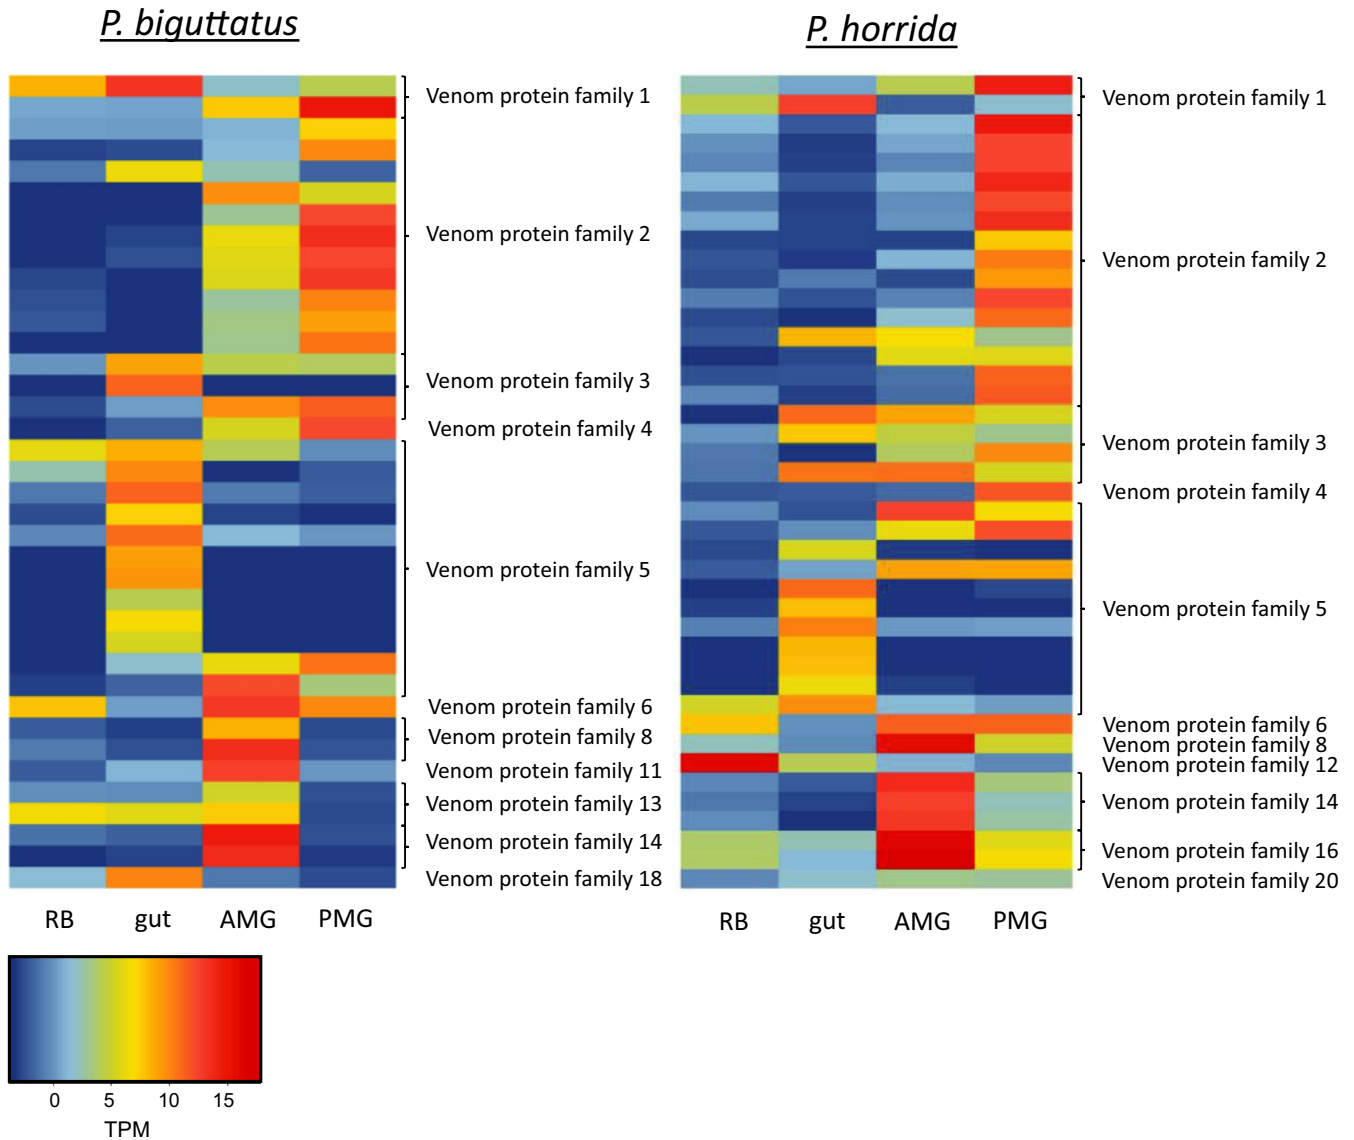 P. biguttatus
Venom protein family 1
Venom protein family 2
Venom protein family 3
Venom protein family 4
Venom protein family 5
Venom protein family 6
Venom protein family 8
Venom protein family 11
Venom protein family 13
Venom protein family 14
Venom protein family 18
RB gut AMG PMG
P. horrida
Venom protein family 1
Venom protein family 2
Venom protein family 3
Venom protein family 4
Venom protein family 5
Venom protein family 6
Venom protein family 8
Venom protein family 12
Venom protein family 14
Venom protein family 16
Venom protein family 20
RB gut AMG PMG
0 5 10 15
TPM